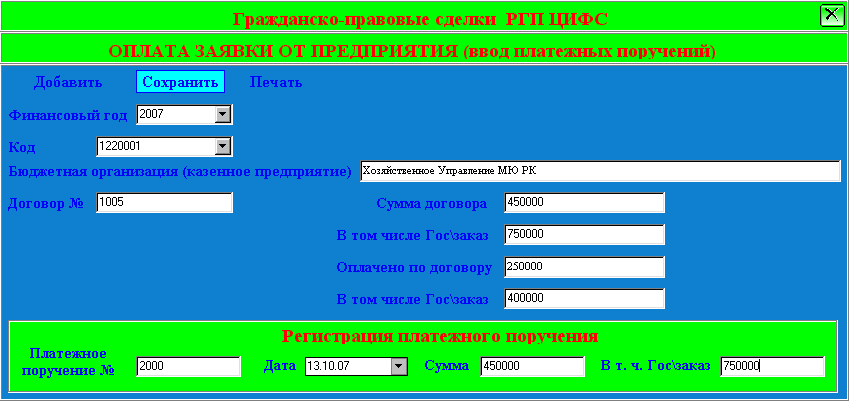 Гражданско-правовые сделки РГП ЦИФС
ОПЛАТА ЗАЯВКИ ОТ ПРЕДПРИЯТИЯ (ввод платежных поручений)
Добавить Сохранить Печать
Финансовый год 2007
Код 1220001
Бюджетная организация (казенное предприятие) Хозяйственное Управление МЮ РК
Договор № 1005 Сумма договора 450000
В том числе Гос\заказ 750000
Оплачено по договору 250000
В том числе Гос\заказ 400000
Регистрация платежного поручения
Платежное
поручение № 2000 Дата 13.10.07 Сумма 450000 В т. ч. Гос\заказ 750000